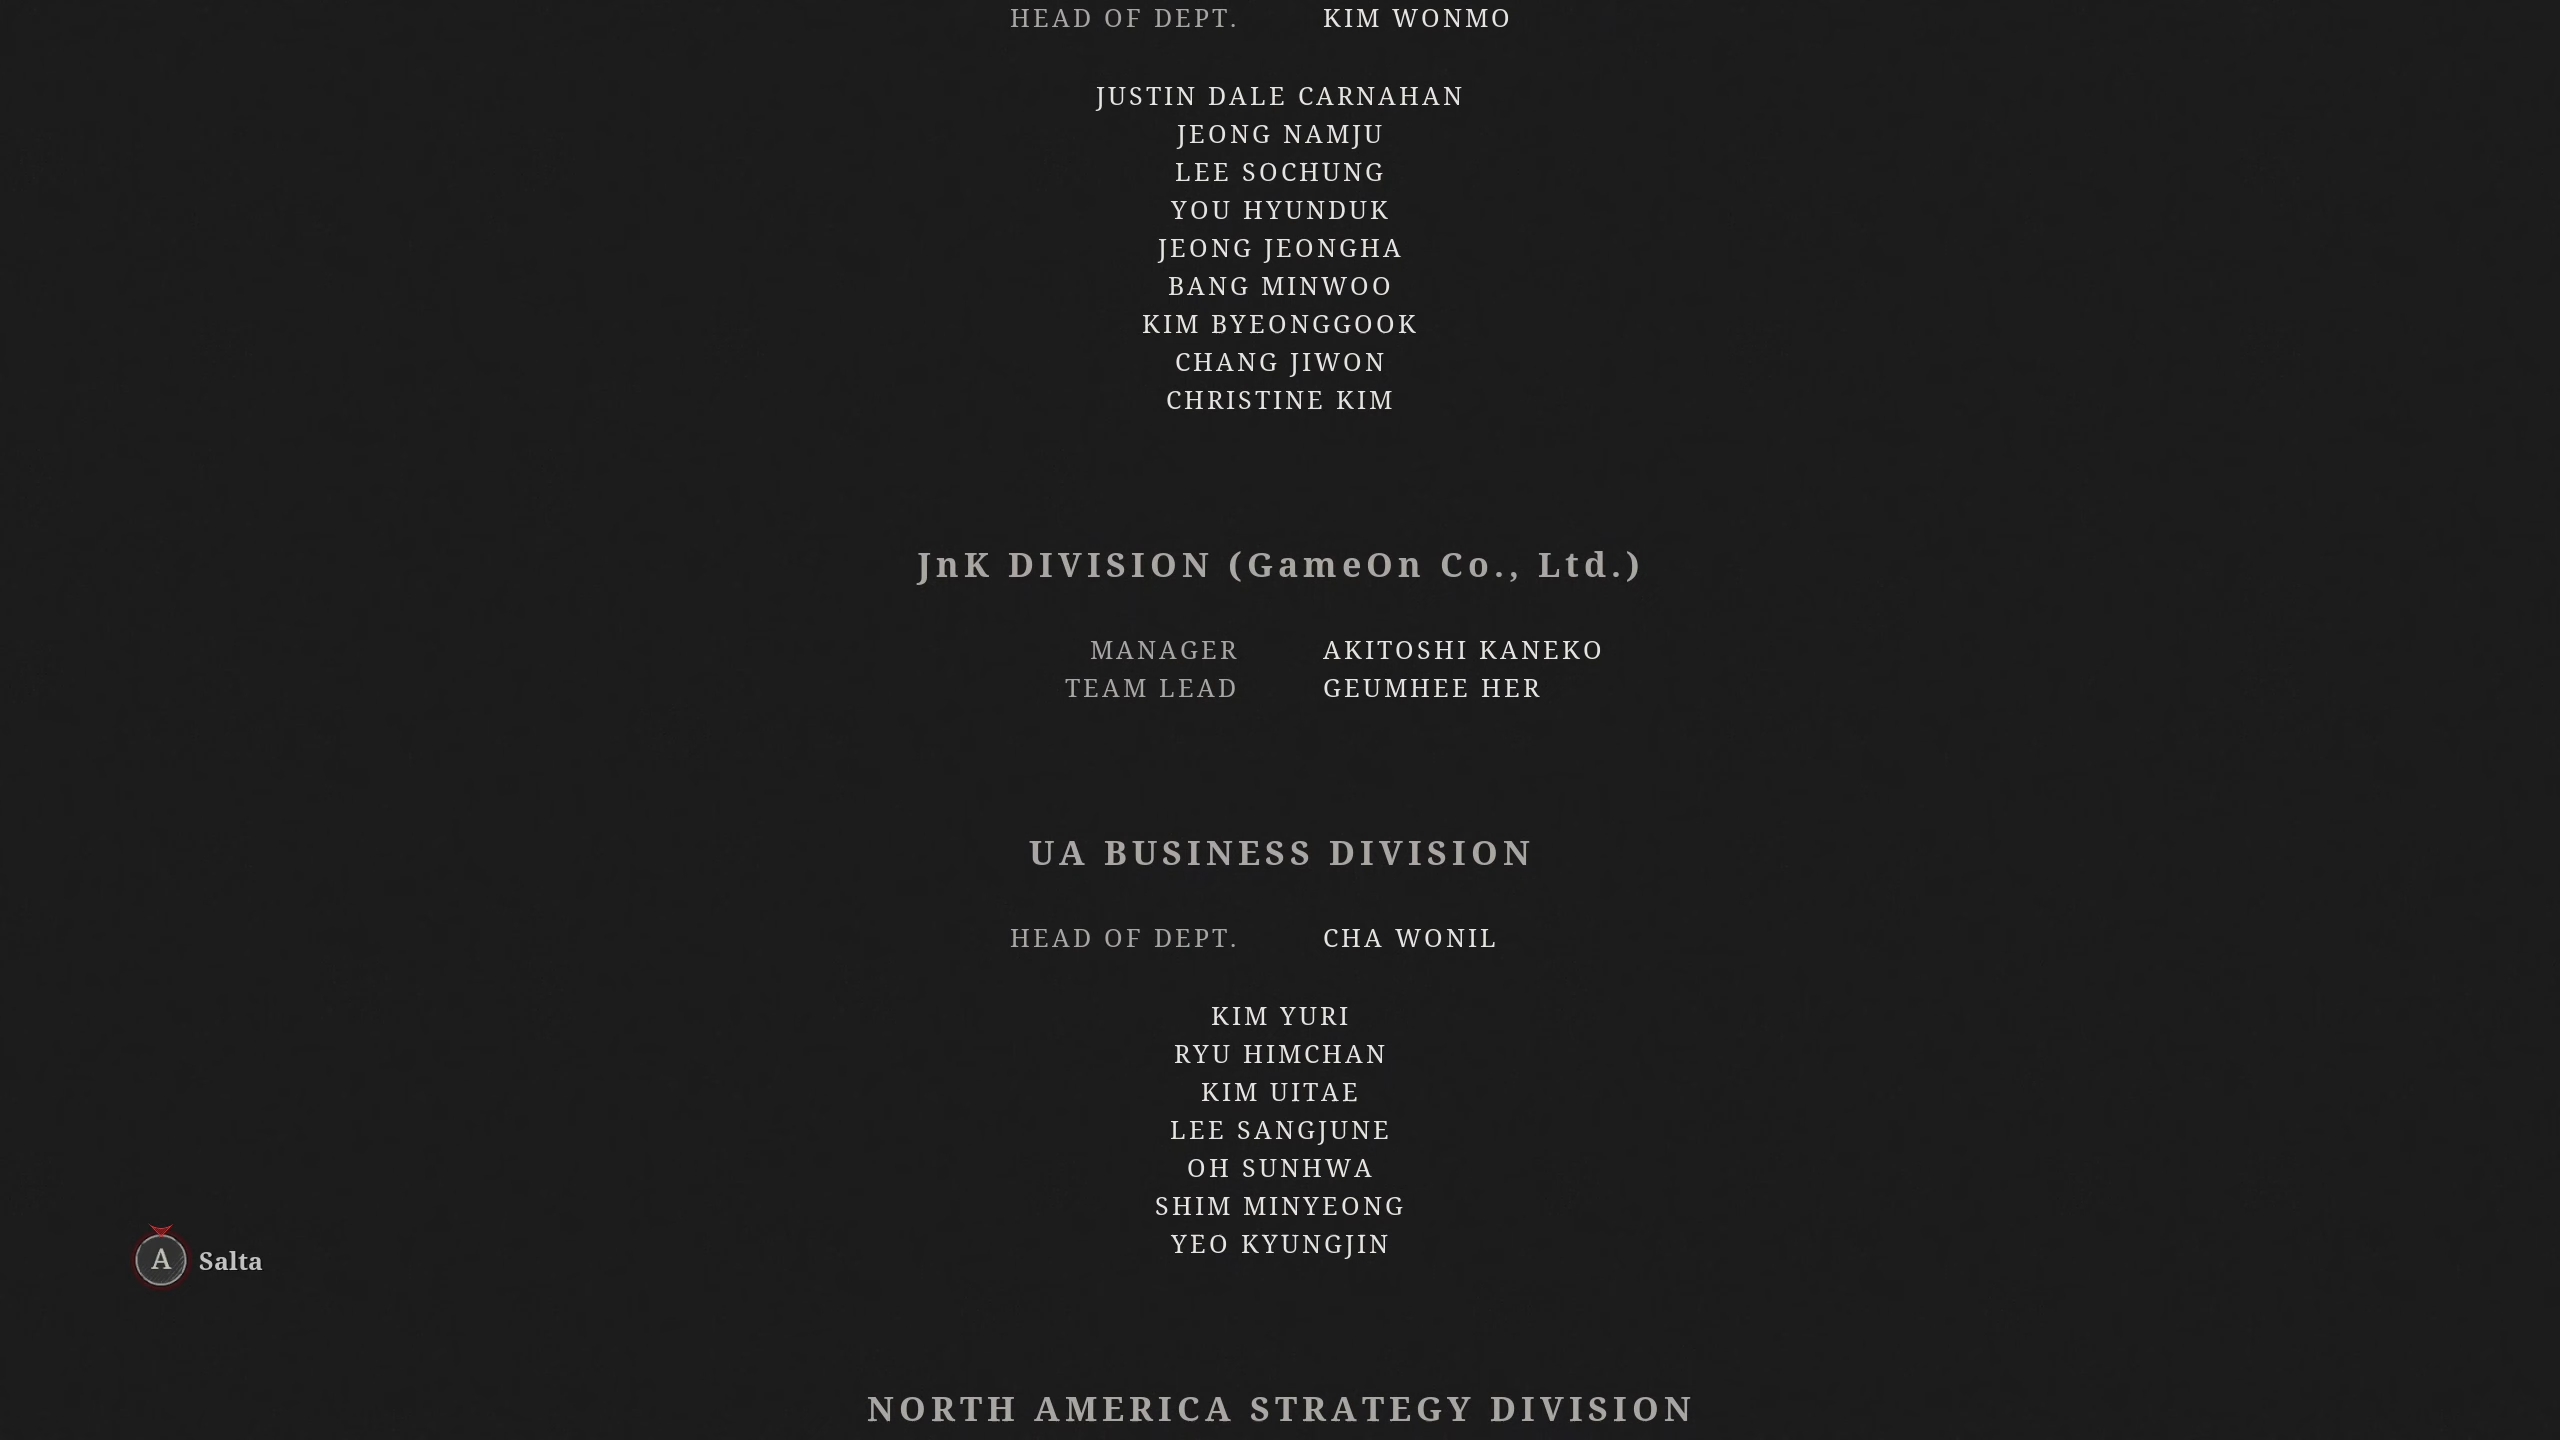 HEAD OF DEPT. KIM WONMO
JUSTIN DALE CARNAHAN
JEONG NAMJU
LEE SOCHUNG
YOU HYUNDUK
JEONG JEONGHA
BANG MINWOO
KIM BYEONGGOOK
CHANG JIWON
CHRISTINE KIM
JnK DIVISION (GameOn Co., Ltd.)
MANAGER AKITOSHI KANEKO
TEAM LEAD GEUMHEE HER
UA BUSINESS DIVISION
HEAD OF DEPT. CHA WONIL
KIM YURI
RYU HIMCHAN
KIM UITAE
LEE SANGJUNE
OH SUNHWA
SHIM MINYEONG
YEO KYUNGJIN
A Salta
NORTH AMERICA STRATEGY DIVISION